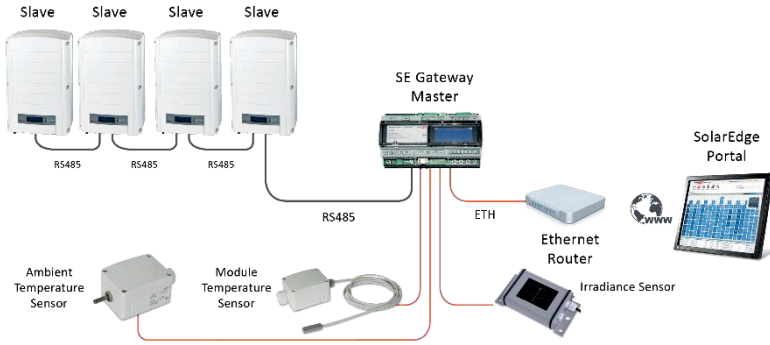 Slave
Slave
Slave
Slave
RS485
RS485
RS485
SE Gateway
Master
SolarEdge
Portal
RS485
ETH
WWW
Ethernet
Router
Ambient
Temperature
Sensor
Module
Temperature
Sensor
Irradiance Sensor